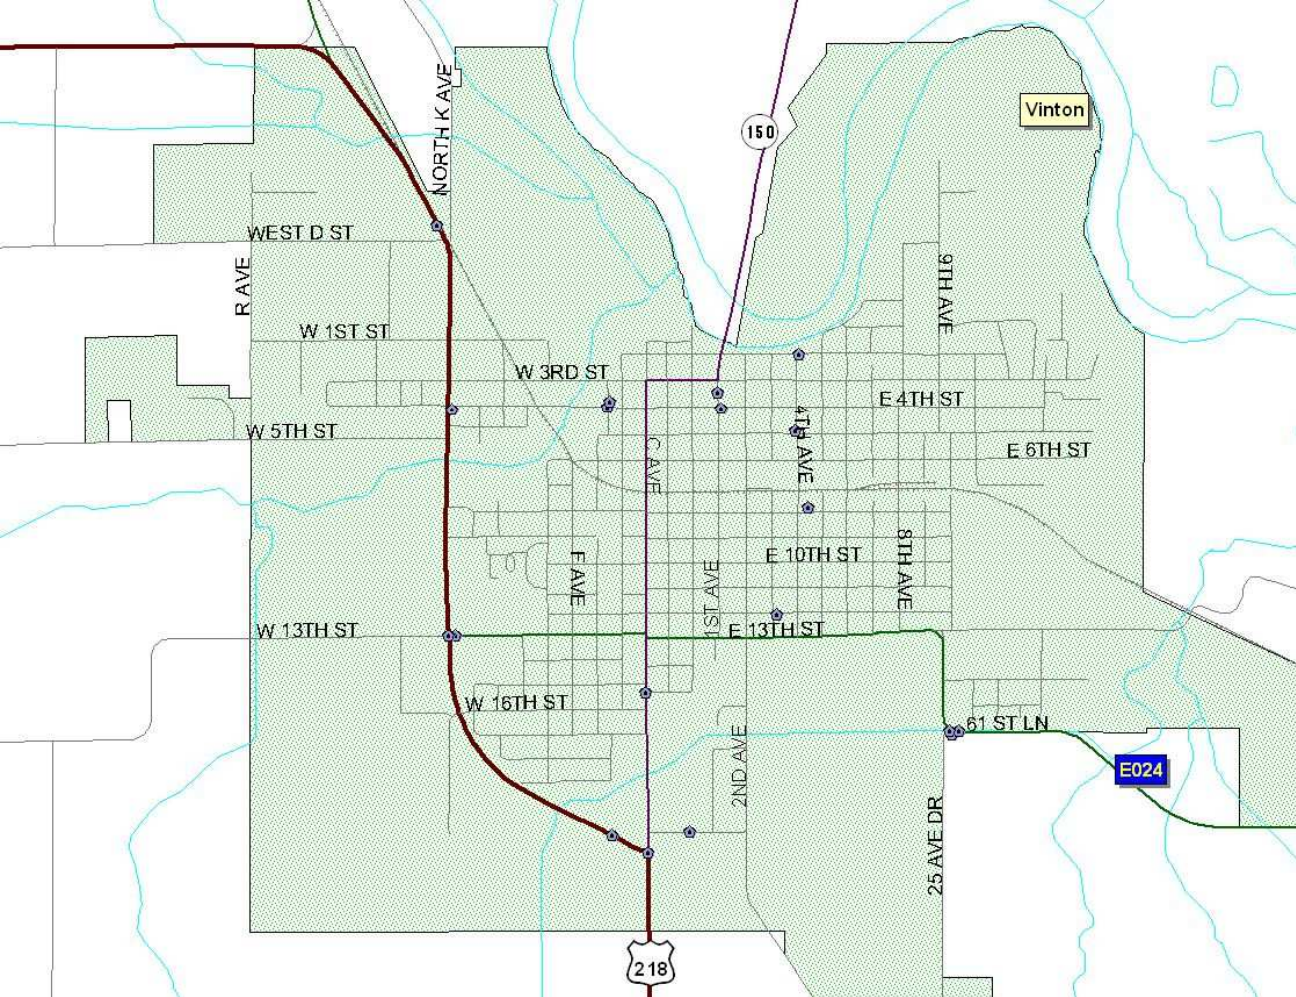 NORTH K AVE
Vinton
150
WEST D ST
R AVE
9TH AVE
W 1ST ST
W 3RD ST
E 4TH ST
4TH AVE
W 5TH ST
C AVE
E 6TH ST
F AVE
E 10TH ST
8TH AVE
1ST AVE
W 13TH ST
E 13TH ST
W 16TH ST
61 ST LN
2ND AVE
E024
25 AVE DR
218